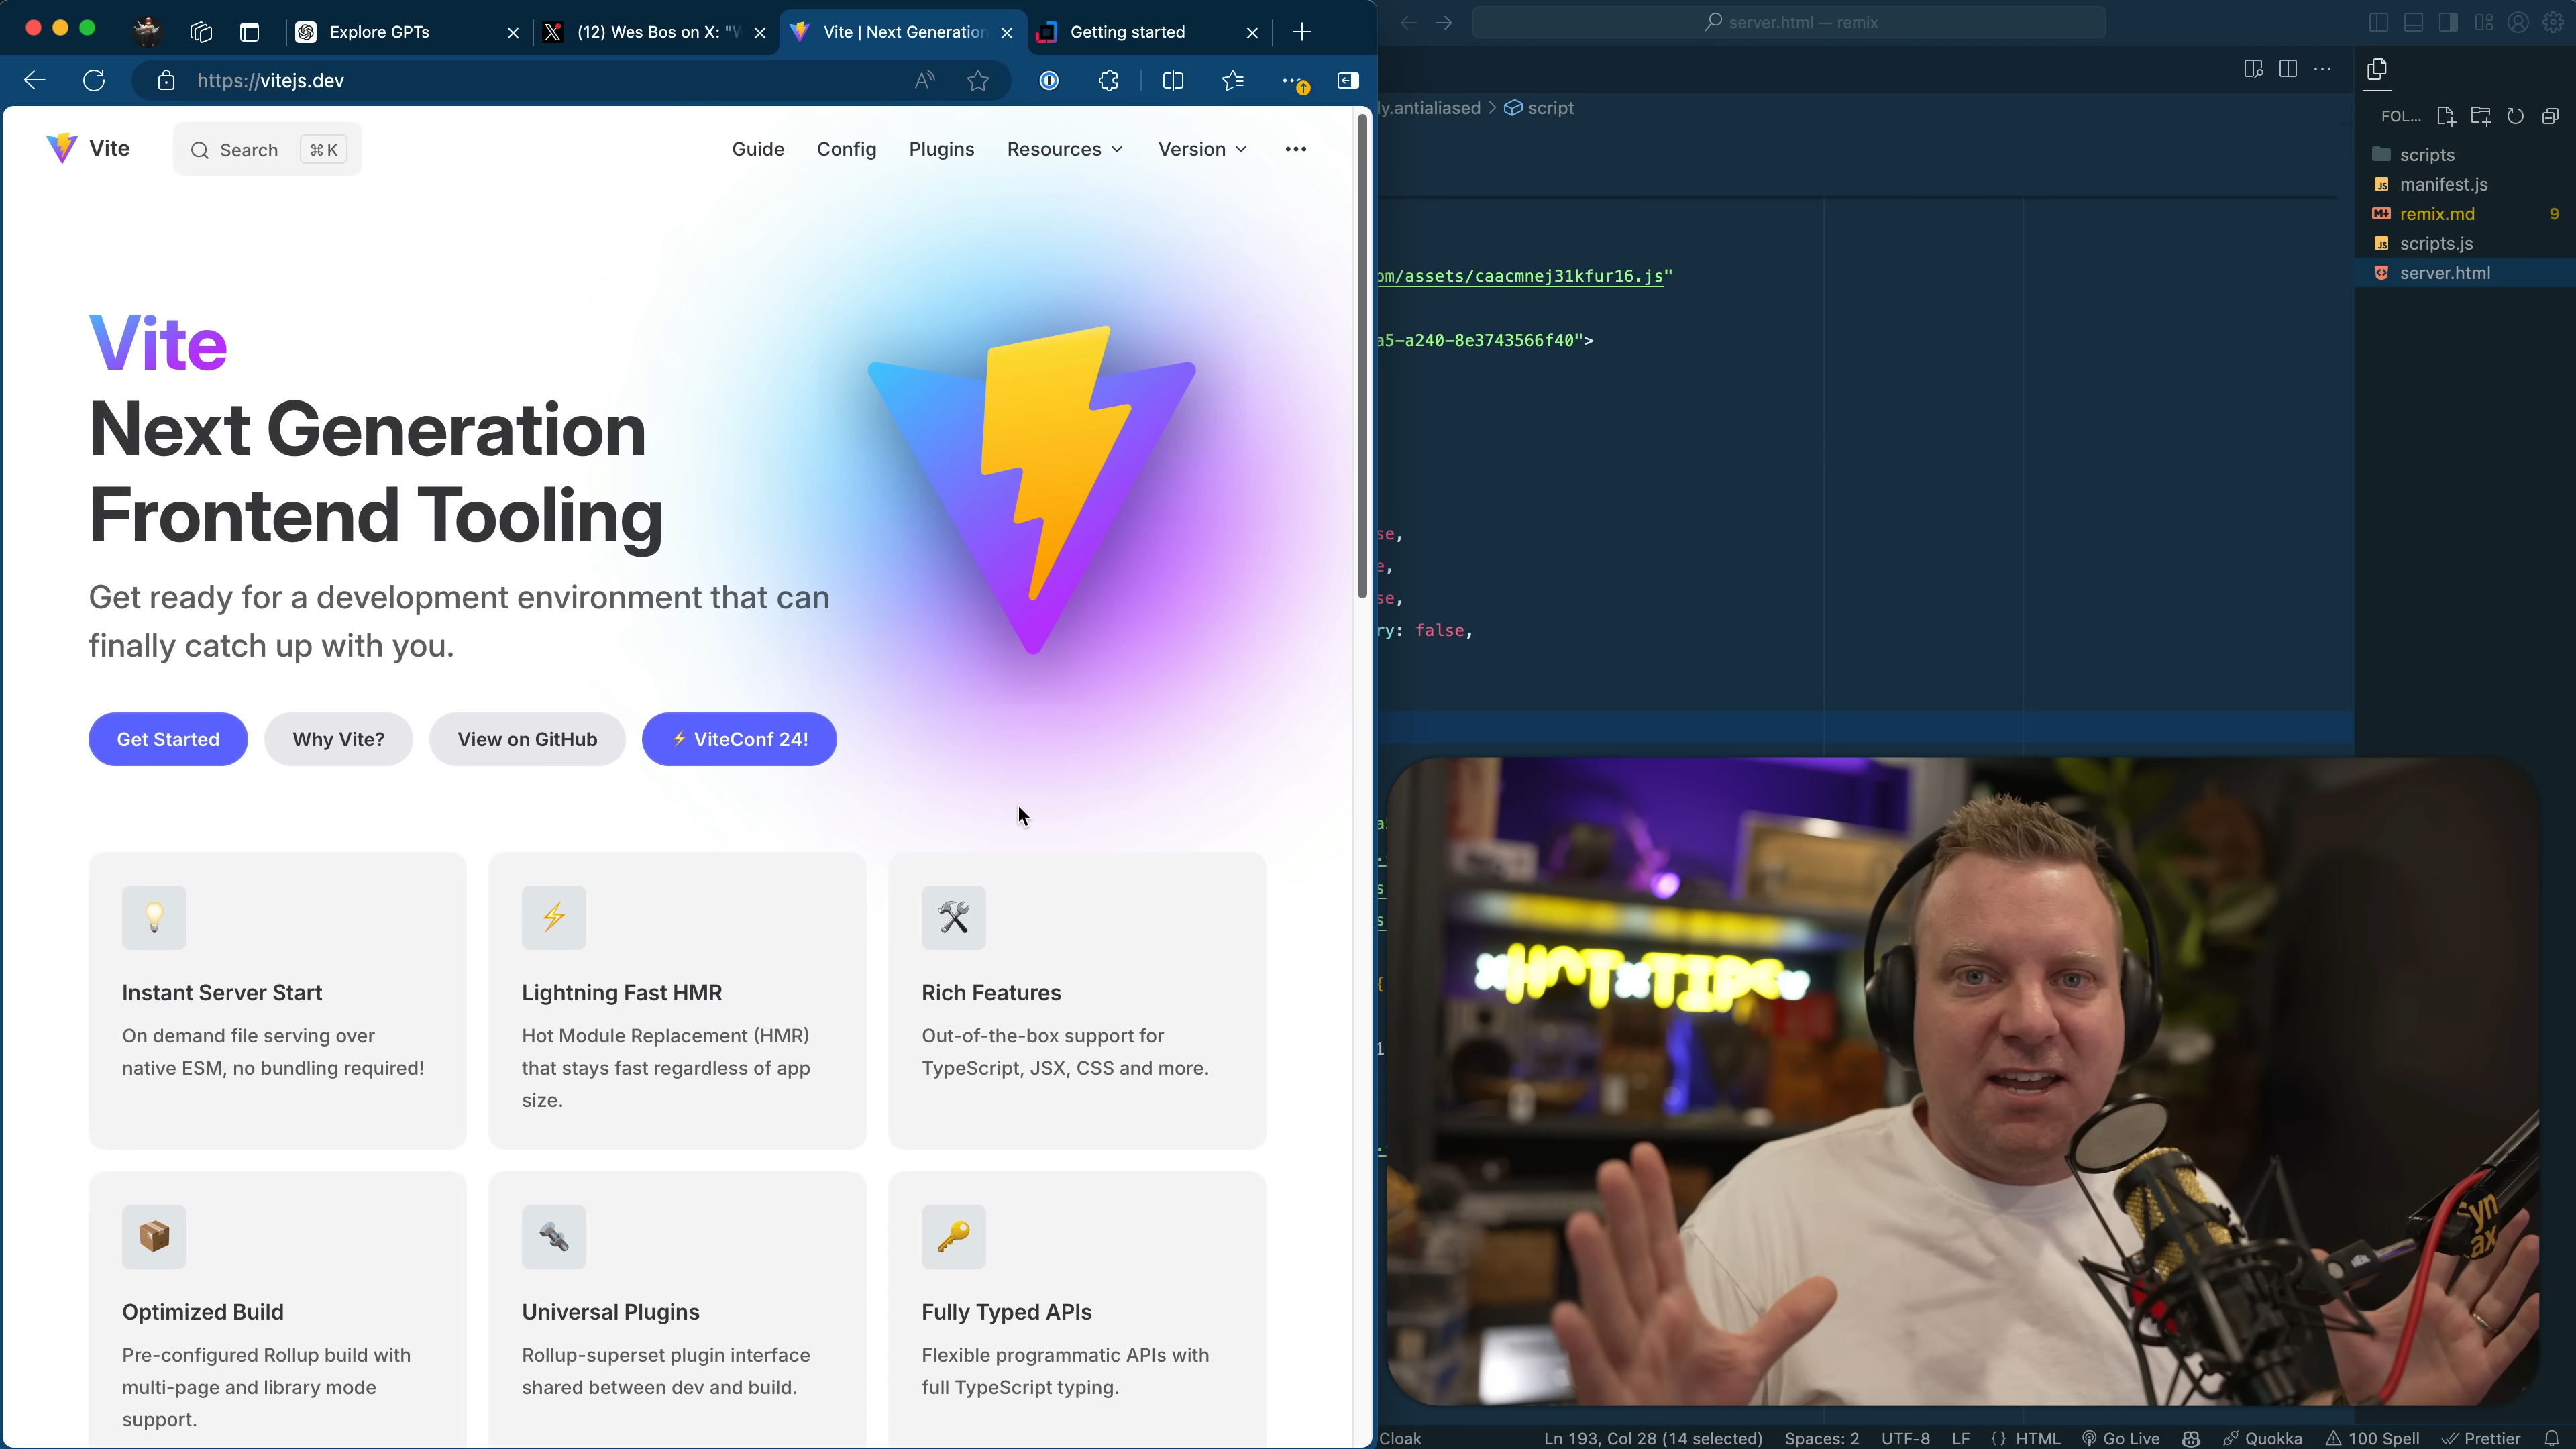 Explore GPTs
(12) Wes Bos on X: "W
Vite | Next Generation
Getting started
https://vitejs.dev
Vite
Search
⌘ K
Guide
Config
Plugins
Resources
Version
Vite
Next Generation
Frontend Tooling
Get ready for a development environment that can
finally catch up with you.
Get Started
Why Vite?
View on GitHub
⚡ ViteConf 24!
Instant Server Start
On demand file serving over
native ESM, no bundling required!
Lightning Fast HMR
Hot Module Replacement (HMR)
that stays fast regardless of app
size.
Rich Features
Out-of-the-box support for
TypeScript, JSX, CSS and more.
Optimized Build
Pre-configured Rollup build with
multi-page and library mode
support.
Universal Plugins
Rollup-superset plugin interface
shared between dev and build.
Fully Typed APIs
Flexible programmatic APIs with
full TypeScript typing.
server.html — remix
ly.antialiased > script
om/assets/caacmnej31kfur16.js"
a5-a240-8e3743566f40">
se,
e,
se,
ry: false,
FOL...
scripts
JS manifest.js
remix.md 9
JS scripts.js
server.html
HOT TIPS
Syn
ax
Cloak
Ln 193, Col 28 (14 selected)
Spaces: 2
UTF-8
LF
{} HTML
Go Live
Quokka
100 Spell
Prettier